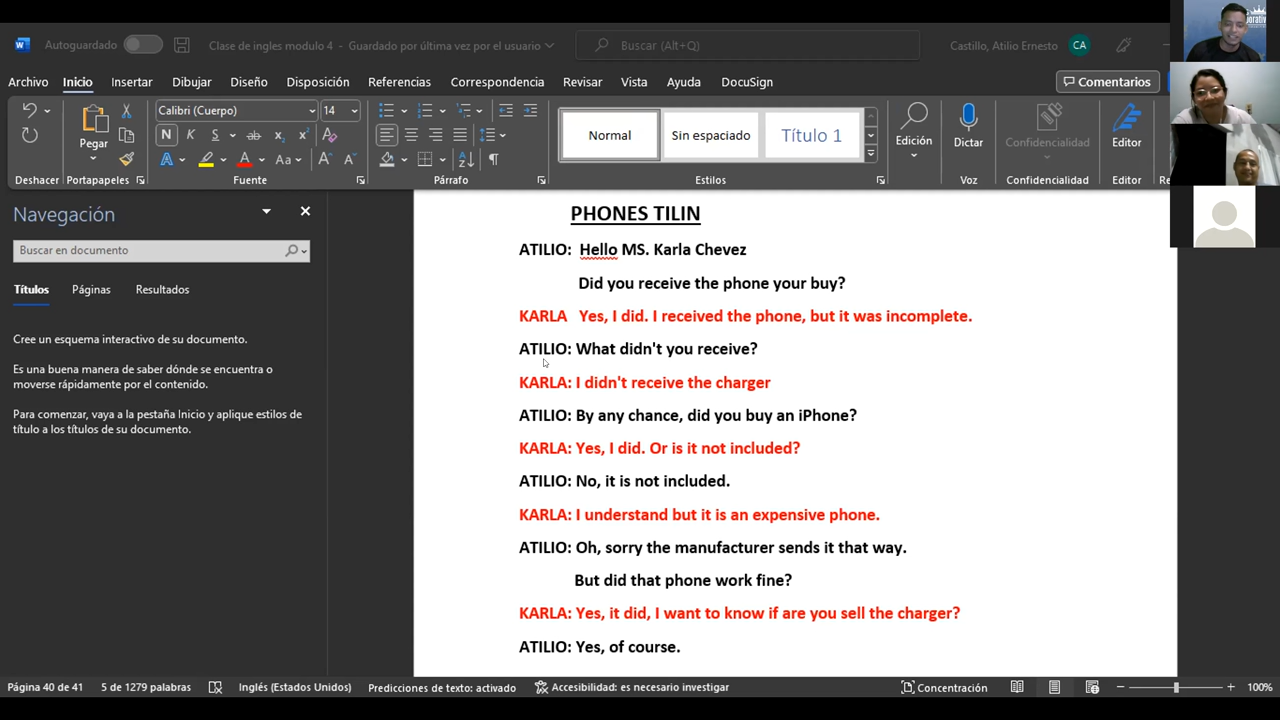 Autoguardado
Clase de ingles modulo 4 - Guardado por última vez por el usuario
Buscar (Alt+Q)
Castillo, Atilio Ernesto
CA
Archivo Inicio Insertar Dibujar Diseño Disposición Referencias Correspondencia Revisar Vista Ayuda DocuSign
Comentarios
Calibri (Cuerpo) 14
Pegar
N K S ab x₂ x²
A Aa A A
Normal Sin espaciado Título 1
Edición Dictar Confidencialidad Editor
Deshacer Portapapeles Fuente Párrafo Estilos Voz Confidencialidad Editor
Navegación
Buscar en documento
Títulos Páginas Resultados
Cree un esquema interactivo de su documento.
Es una buena manera de saber dónde se encuentra o
moverse rápidamente por el contenido.
Para comenzar, vaya a la pestaña Inicio y aplique estilos de
título a los títulos de su documento.
PHONES TILIN
ATILIO: Hello MS. Karla Chevez
Did you receive the phone your buy?
KARLA Yes, I did. I received the phone, but it was incomplete.
ATILIO: What didn't you receive?
KARLA: I didn't receive the charger
ATILIO: By any chance, did you buy an iPhone?
KARLA: Yes, I did. Or is it not included?
ATILIO: No, it is not included.
KARLA: I understand but it is an expensive phone.
ATILIO: Oh, sorry the manufacturer sends it that way.
But did that phone work fine?
KARLA: Yes, it did, I want to know if are you sell the charger?
ATILIO: Yes, of course.
Página 40 de 41 5 de 1279 palabras Inglés (Estados Unidos) Predicciones de texto: activado Accesibilidad: es necesario investigar Concentración 100%